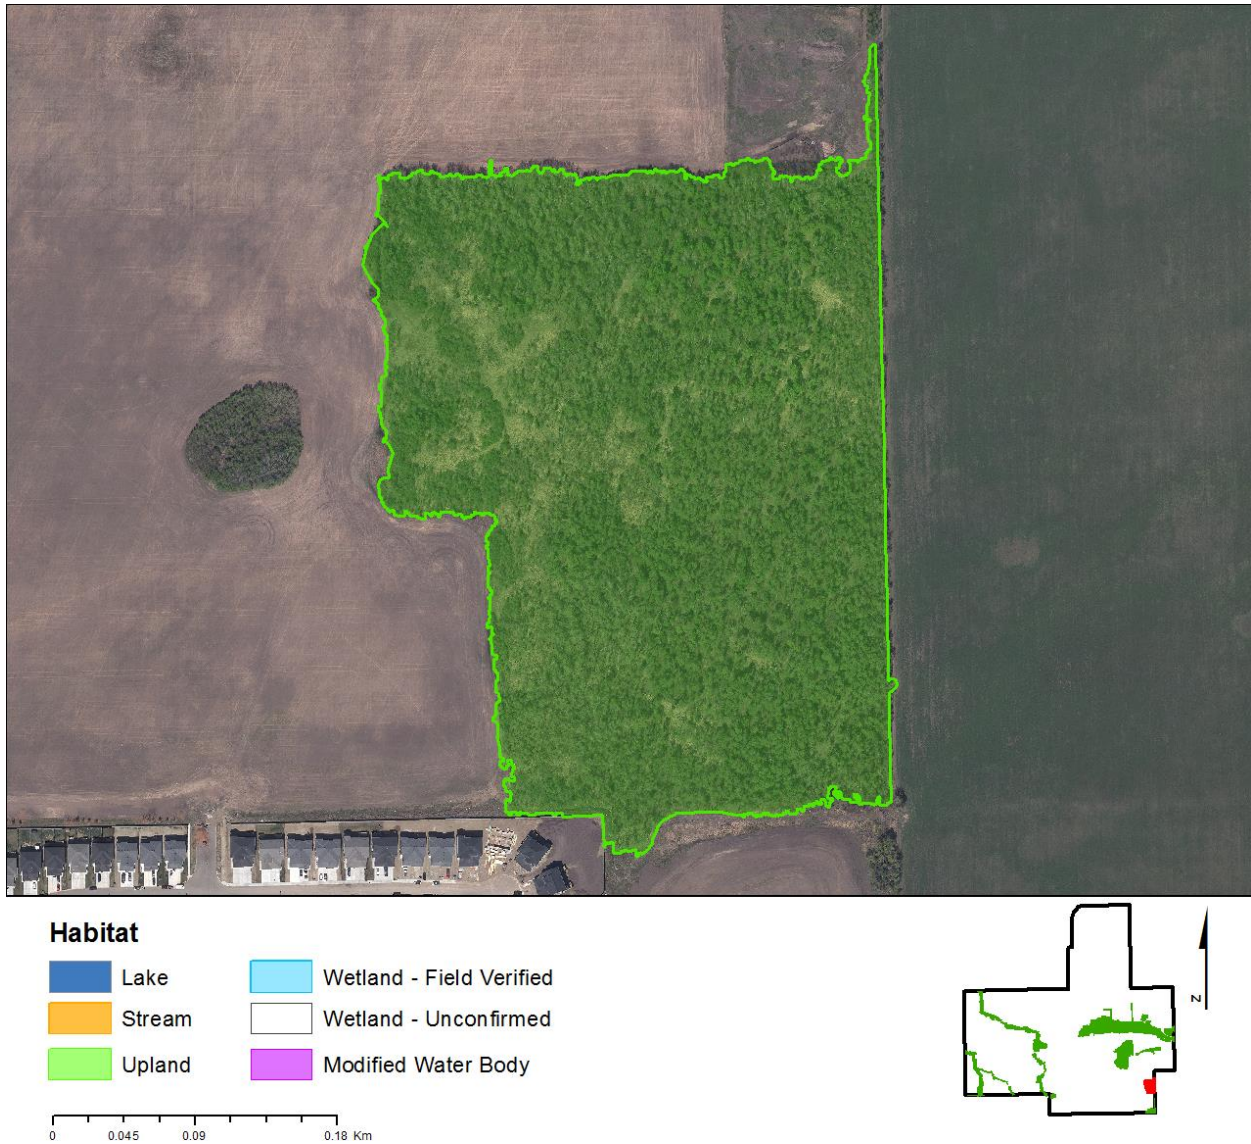 Habitat
Lake
Wetland - Field Verified
Stream
Wetland - Unconfirmed
Upland
Modified Water Body
N
0 0.045 0.09 0.18 Km